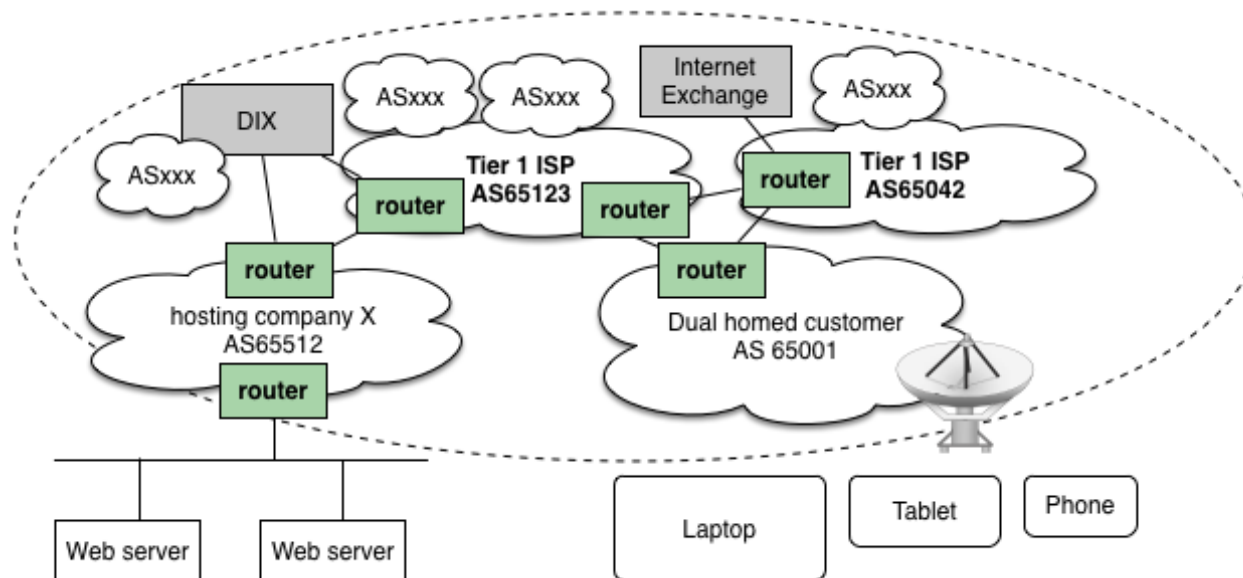 ASxxx
ASxxx
Internet
Exchange
ASxxx
DIX
ASxxx
Tier 1 ISP
AS65123
Tier 1 ISP
AS65042
router
router
router
router
router
hosting company X
AS65512
Dual homed customer
AS 65001
router
Web server
Web server
Laptop
Tablet
Phone